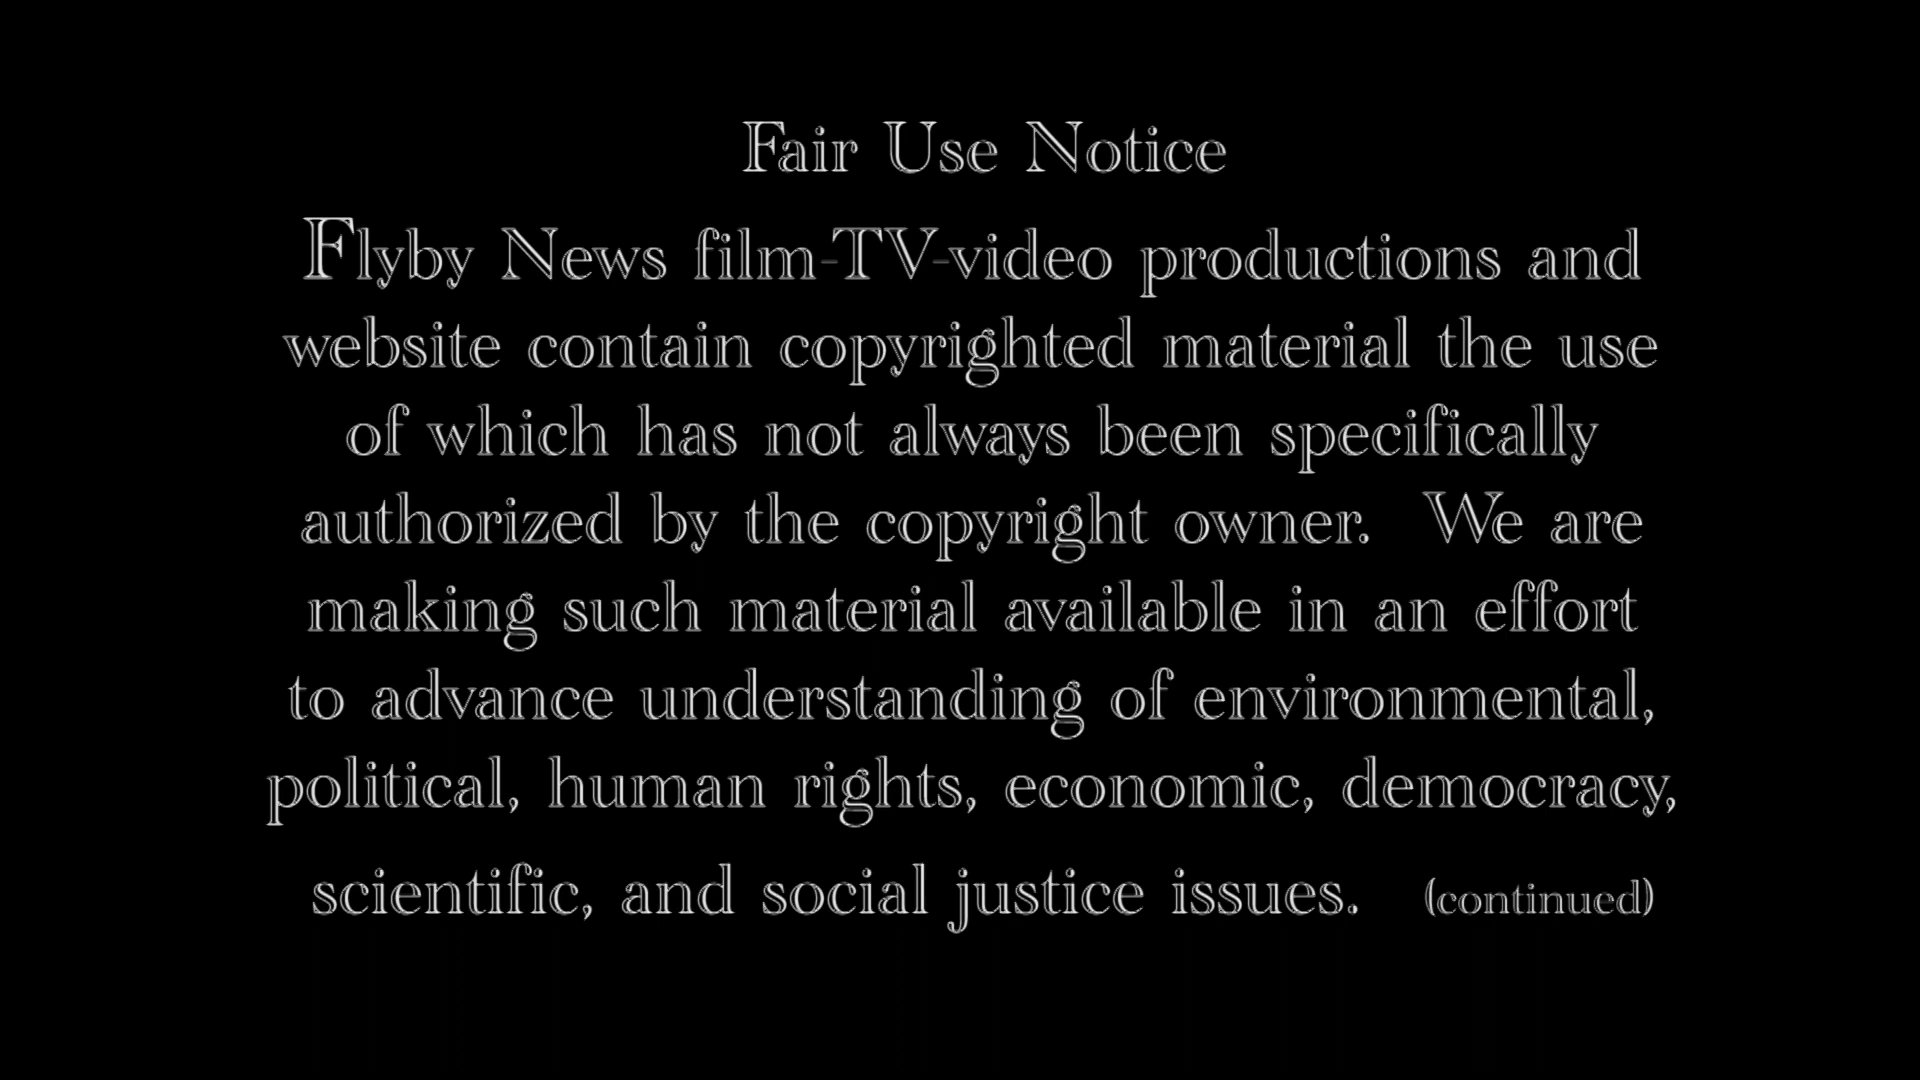 Fair Use Notice
Flyby News film-TV-video productions and
website contain copyrighted material the use
of which has not always been specifically
authorized by the copyright owner. We are
making such material available in an effort
to advance understanding of environmental,
political, human rights, economic, democracy,
scientific, and social justice issues. (continued)